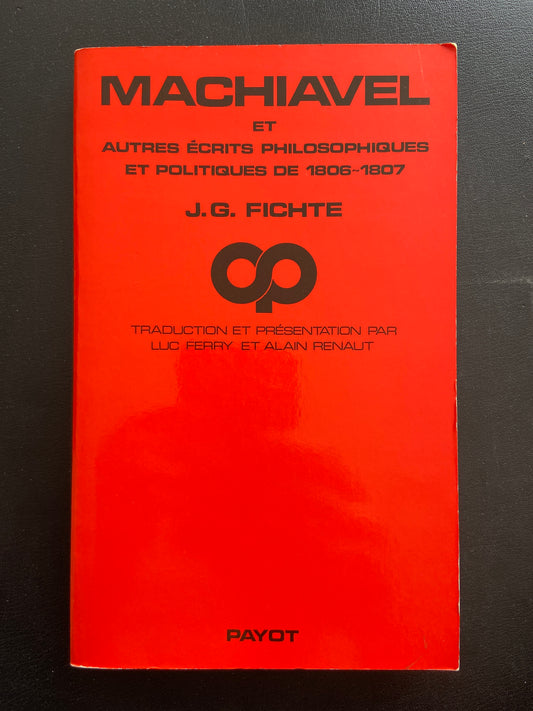 MACHIAVEL
ET
AUTRES ÉCRITS PHILOSOPHIQUES
ET POLITIQUES DE 1806-1807
J.G. FICHTE
TRADUCTION ET PRÉSENTATION PAR
LUC FERRY ET ALAIN RENAUT
PAYOT